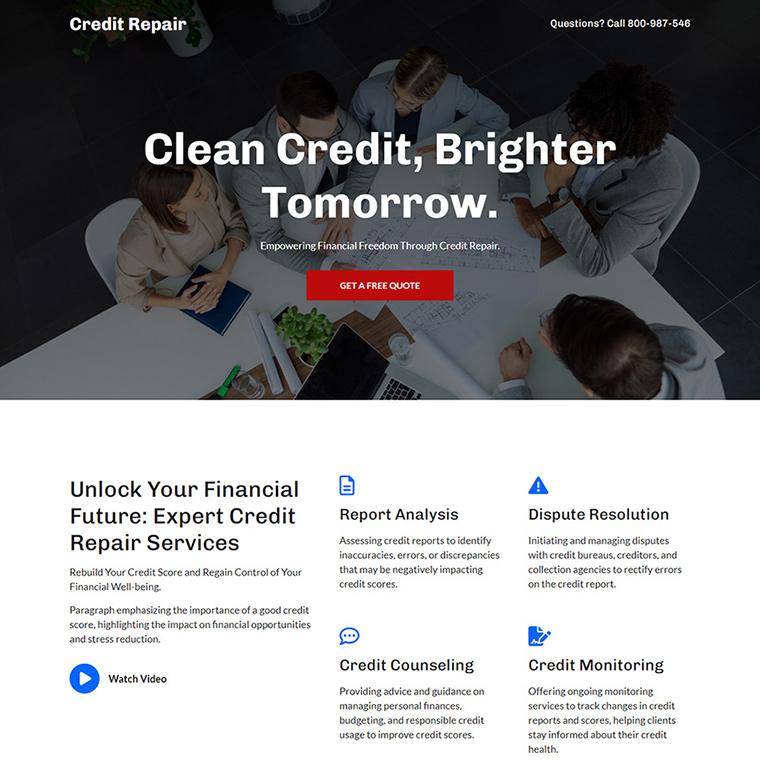 Credit Repair
Questions? Call 800-987-546
Clean Credit, Brighter
Tomorrow.
Empowering Financial Freedom Through Credit Repair.
GET A FREE QUOTE
Unlock Your Financial
Future: Expert Credit
Repair Services
Rebuild Your Credit Score and Regain Control of Your
Financial Well-being.
Paragraph emphasizing the importance of a good credit
score, highlighting the impact on financial opportunities
and stress reduction.
Watch Video
Report Analysis
Assessing credit reports to identify
inaccuracies, errors, or discrepancies
that may be negatively impacting
credit scores.
Dispute Resolution
Initiating and managing disputes
with credit bureaus, creditors, and
collection agencies to rectify errors
on the credit report.
Credit Counseling
Providing advice and guidance on
managing personal finances,
budgeting, and responsible credit
usage to improve credit scores.
Credit Monitoring
Offering ongoing monitoring
services to track changes in credit
reports and scores, helping clients
stay informed about their credit
health.